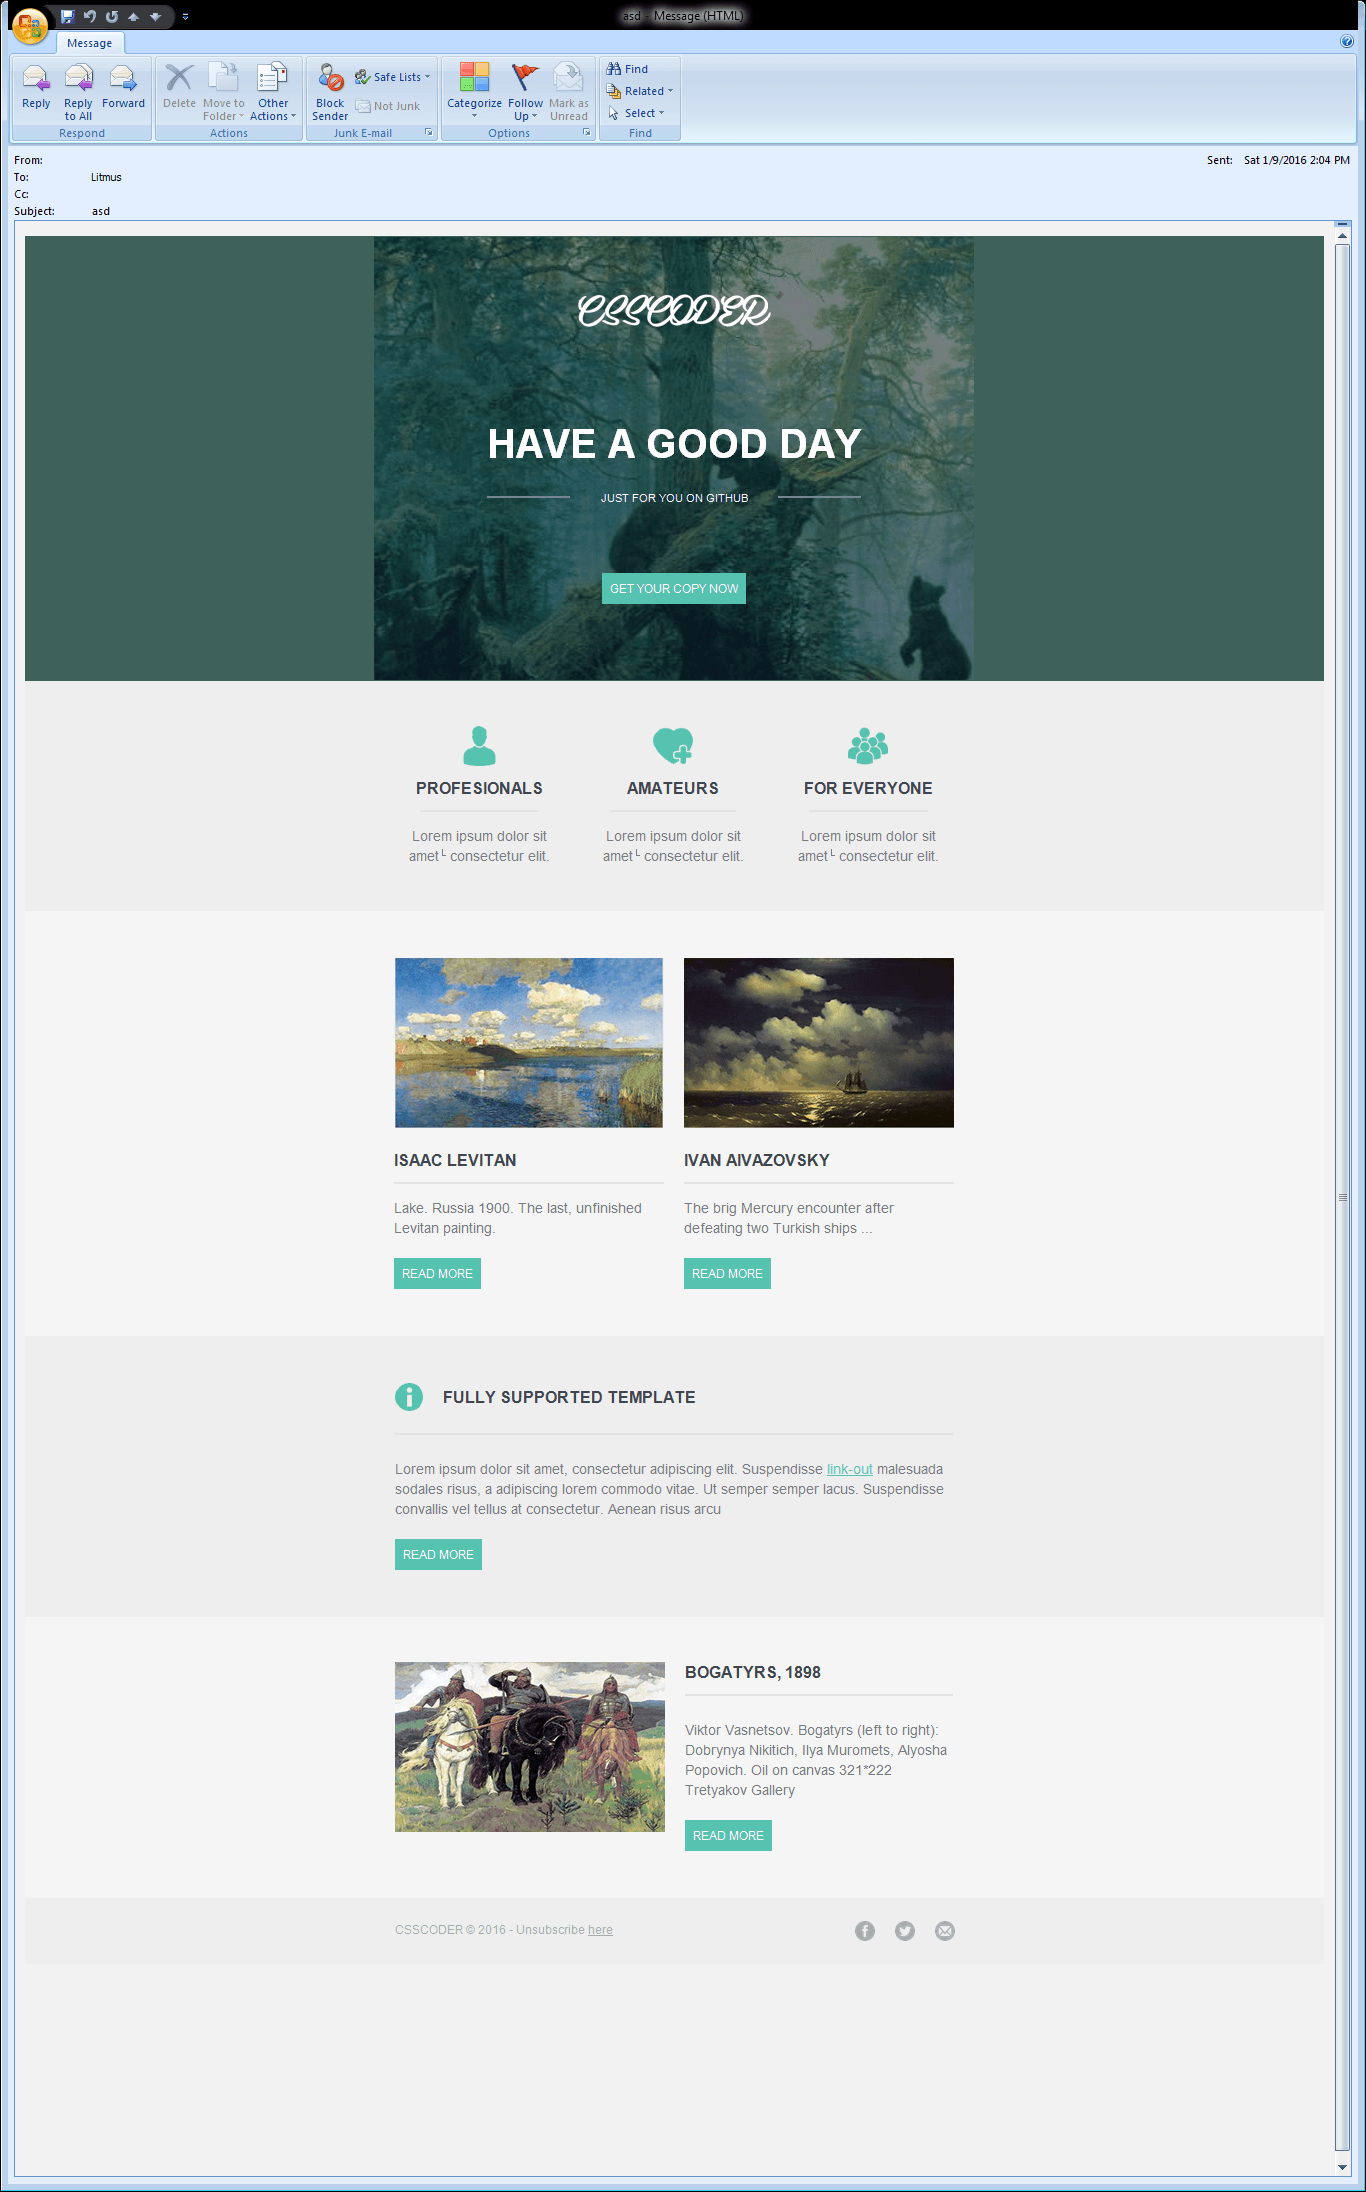 asd - Message (HTML)
Message
Reply
Reply to All
Forward
Respond
Delete
Move to Folder
Other Actions
Actions
Block Sender
Safe Lists
Not Junk
Junk E-mail
Categorize
Follow Up
Mark as Unread
Options
Find
Related
Select
Find
From:
Sent: Sat 1/9/2016 2:04 PM
To: Litmus
Cc:
Subject: asd
CSSCODER
HAVE A GOOD DAY
JUST FOR YOU ON GITHUB
GET YOUR COPY NOW
PROFESIONALS
Lorem ipsum dolor sit
amet└ consectetur elit.
AMATEURS
Lorem ipsum dolor sit
amet└ consectetur elit.
FOR EVERYONE
Lorem ipsum dolor sit
amet└ consectetur elit.
ISAAC LEVITAN
Lake. Russia 1900. The last, unfinished
Levitan painting.
READ MORE
IVAN AIVAZOVSKY
The brig Mercury encounter after
defeating two Turkish ships ...
READ MORE
FULLY SUPPORTED TEMPLATE
Lorem ipsum dolor sit amet, consectetur adipiscing elit. Suspendisse link-out malesuada
sodales risus, a adipiscing lorem commodo vitae. Ut semper semper lacus. Suspendisse
convallis vel tellus at consectetur. Aenean risus arcu
READ MORE
BOGATYRS, 1898
Viktor Vasnetsov. Bogatyrs (left to right):
Dobrynya Nikitich, Ilya Muromets, Alyosha
Popovich. Oil on canvas 321*222
Tretyakov Gallery
READ MORE
CSSCODER © 2016 - Unsubscribe here